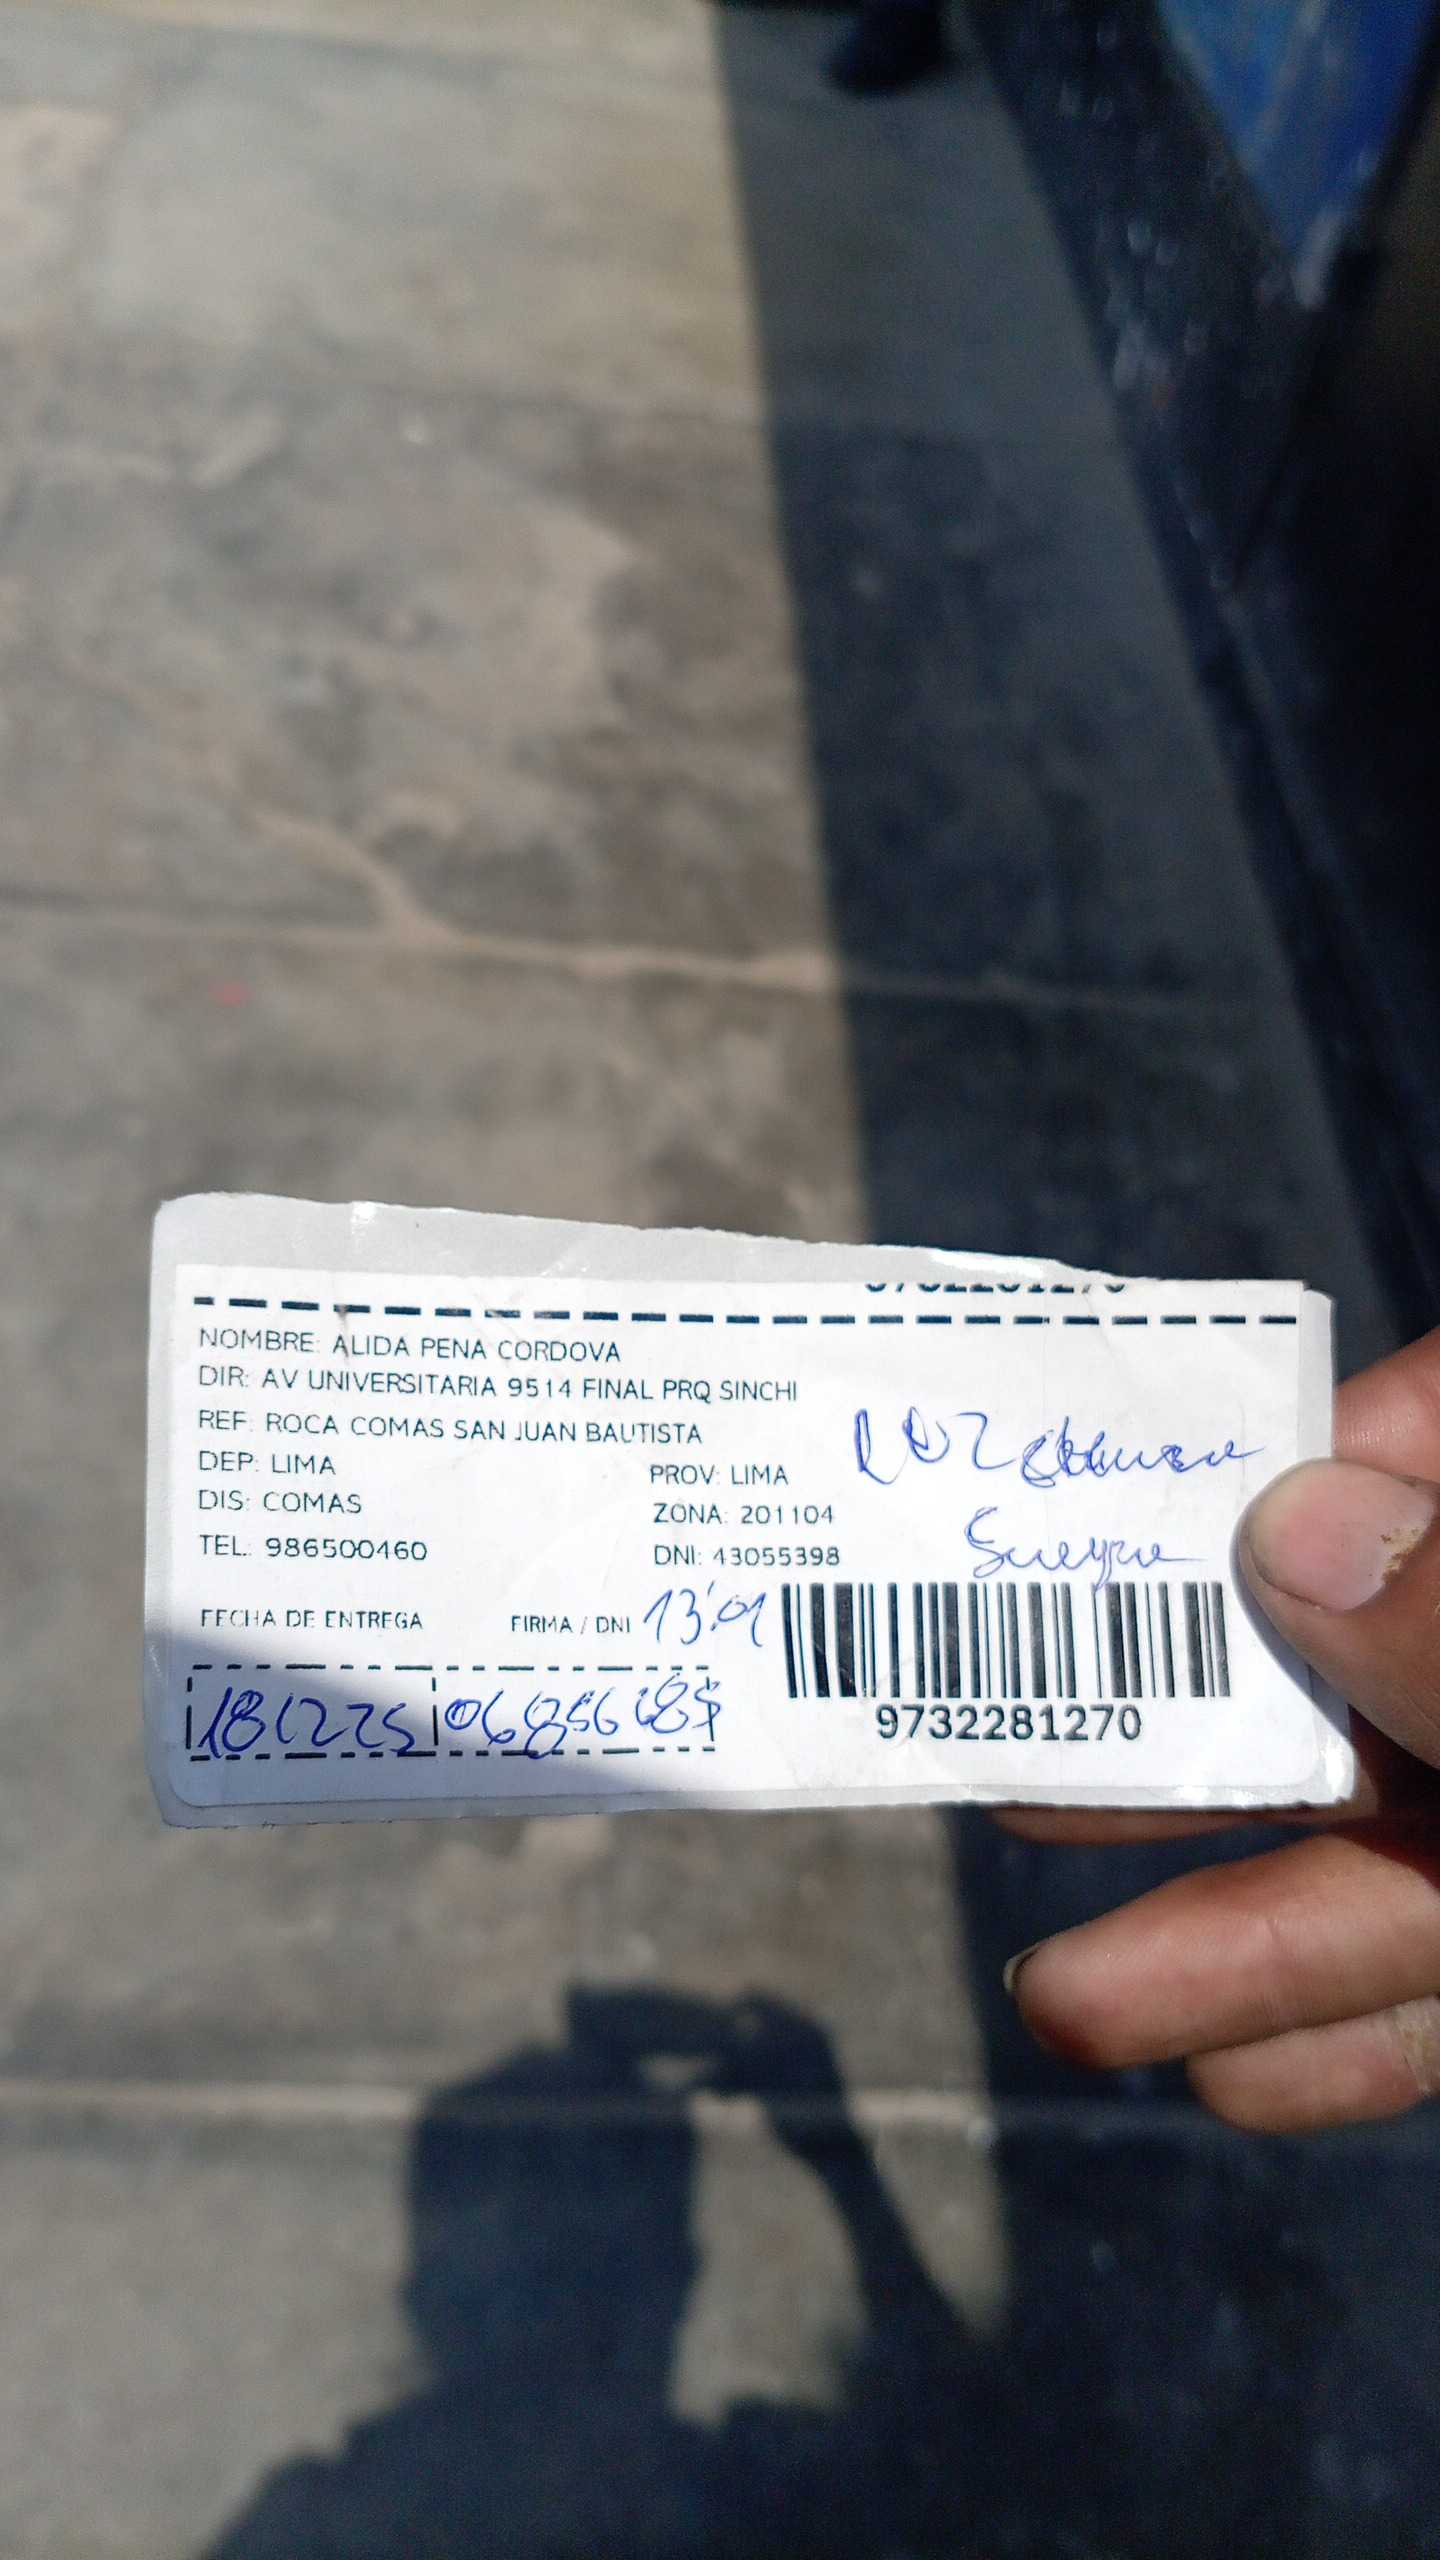 NOMBRE: ALIDA PENA CORDOVA
DIR: AV UNIVERSITARIA 9514 FINAL PRQ SINCHI
REF: ROCA COMAS SAN JUAN BAUTISTA
DEP: LIMA PROV: LIMA
DIS: COMAS ZONA: 201104
TEL: 986500460 DNI: 43055398
FECHA DE ENTREGA FIRMA / DNI 13:01
181225
9732281270